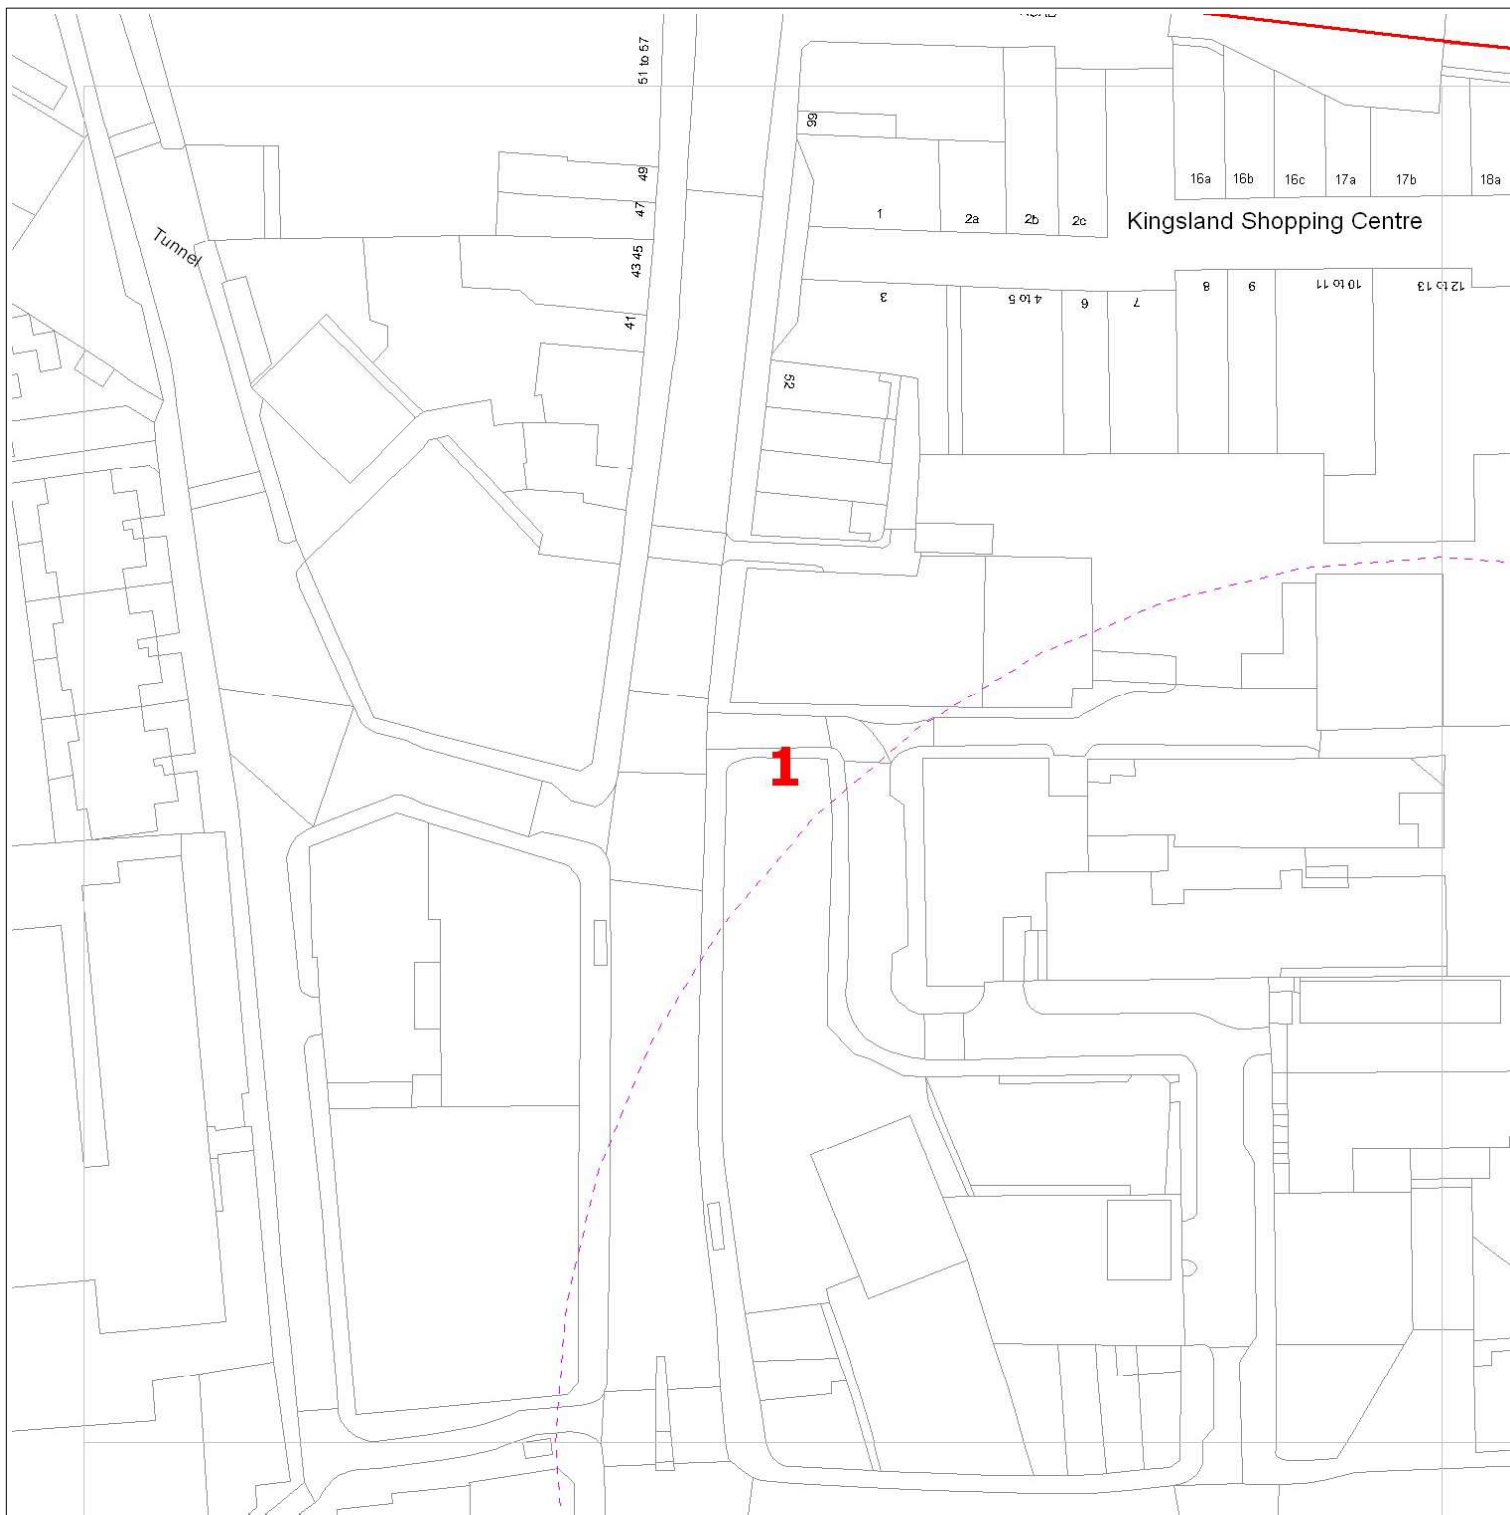 51 to 57
99
49
16a 16b 16c 17a 17b 18a
47
1 2a 2b 2c
Kingsland Shopping Centre
Tunnel
43 45
8 9 10 to 11 12 to 13
3 4 to 5 6 7
41
52
1